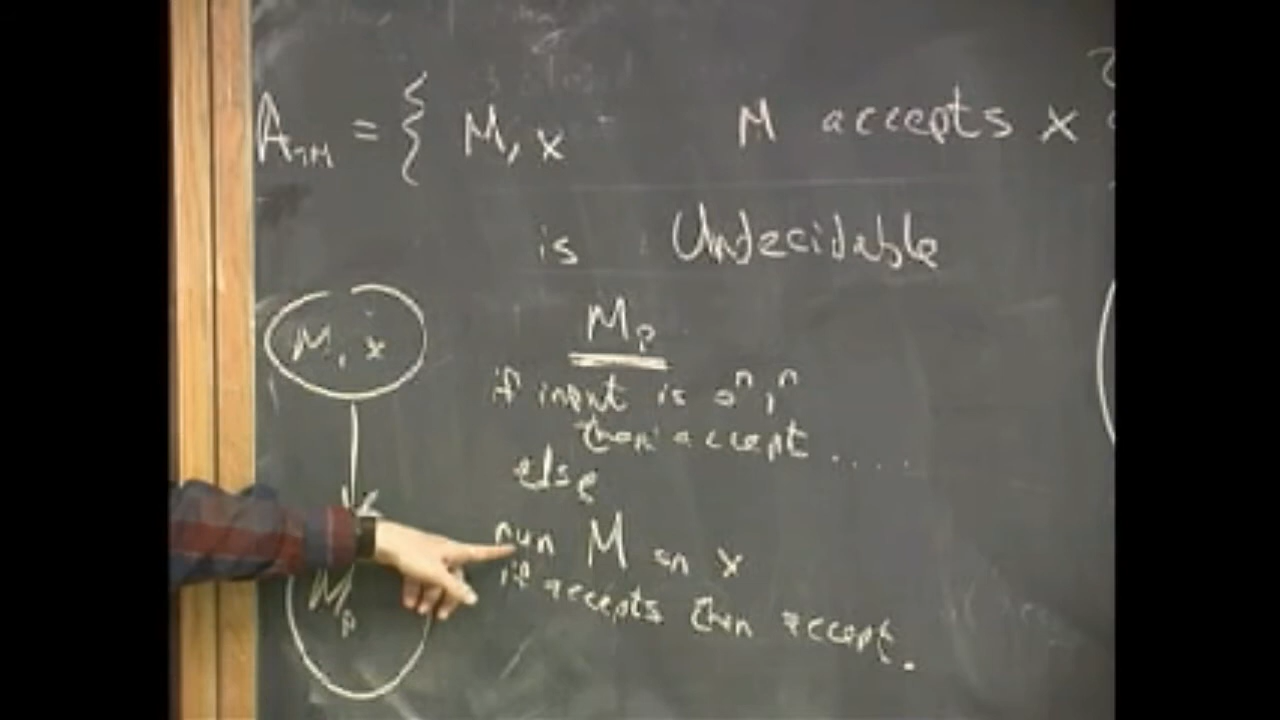 A_TM = { M, x M accepts x
is Undecidable
M, x
M_P
if input is 0^n 1^n
then accept ....
else
run M on x
if accepts then accept.
M_P